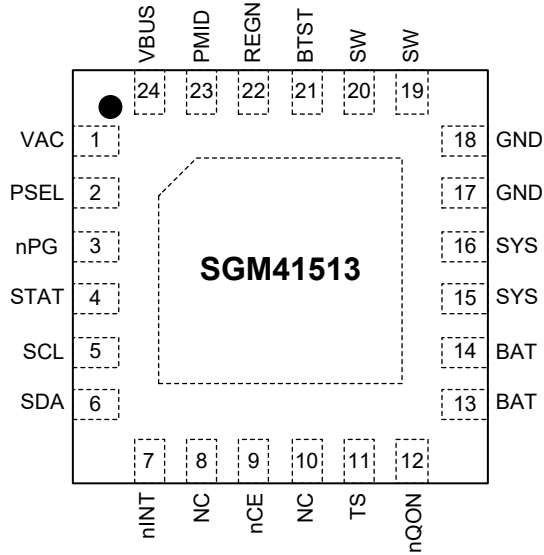 VBUS PMID REGN BTST SW SW
24 23 22 21 20 19
VAC 1 18 GND
PSEL 2 17 GND
nPG 3 16 SYS
STAT 4 15 SYS
SCL 5 14 BAT
SDA 6 13 BAT
SGM41513
7 8 9 10 11 12
nINT NC nCE NC TS nQON